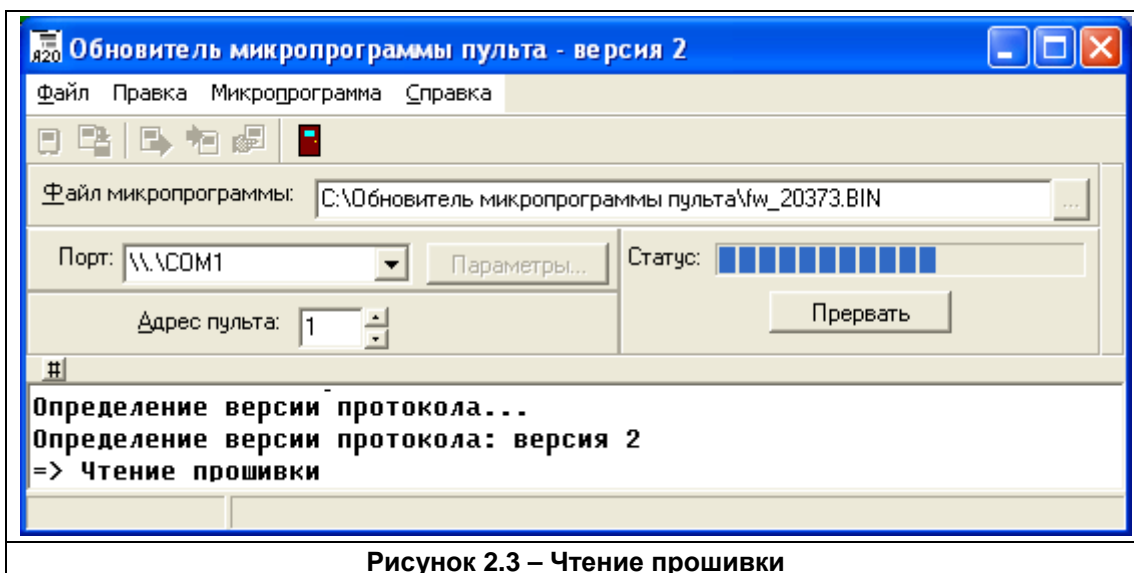 Я20 Обновитель микропрограммы пульта - версия 2
Файл Правка Микропрограмма Справка
Файл микропрограммы: C:\Обновитель микропрограммы пульта\fw_20373.BIN ...
Порт: \\.\COM1 Параметры... Статус:
Адрес пульта: 1 Прервать
#
Определение версии протокола...
Определение версии протокола: версия 2
=> Чтение прошивки
Рисунок 2.3 – Чтение прошивки